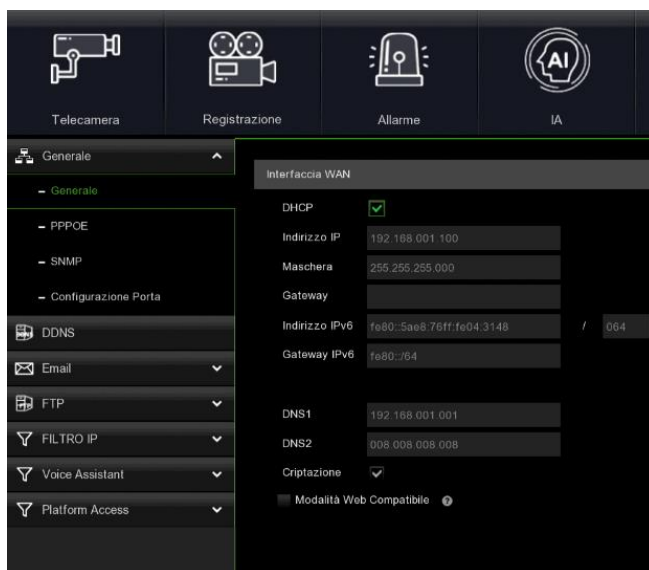 AI
Telecamera
Registrazione
Allarme
IA
Generale
Generale
PPPOE
SNMP
Configurazione Porta
DDNS
Email
FTP
FILTRO IP
Voice Assistant
Platform Access
Interfaccia WAN
DHCP
Indirizzo IP 192.168.001.100
Maschera 255.255.255.000
Gateway
Indirizzo IPv6 fe80::5ae8:76ff:fe04:3148 / 064
Gateway IPv6 fe80::/64
DNS1 192.168.001.001
DNS2 008.008.008.008
Criptazione
Modalità Web Compatibile ?